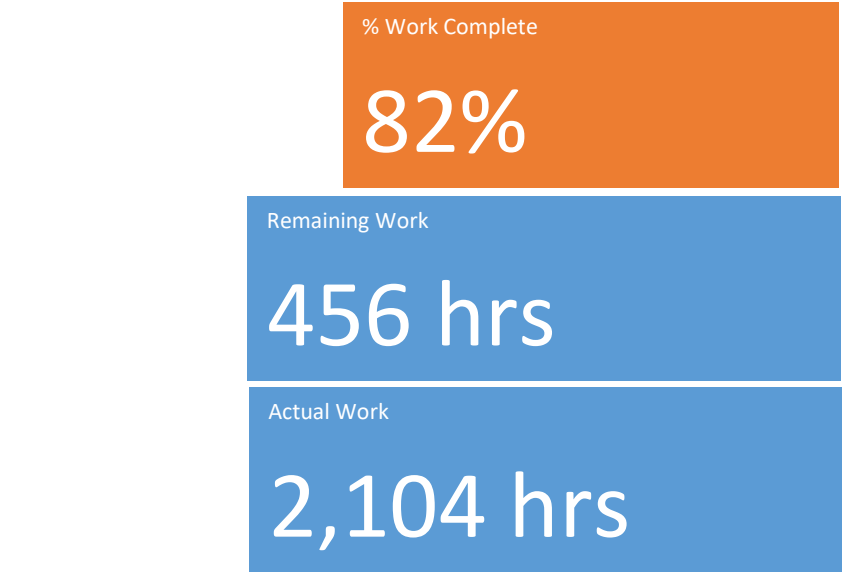 % Work Complete
82%
Remaining Work
456 hrs
Actual Work
2,104 hrs